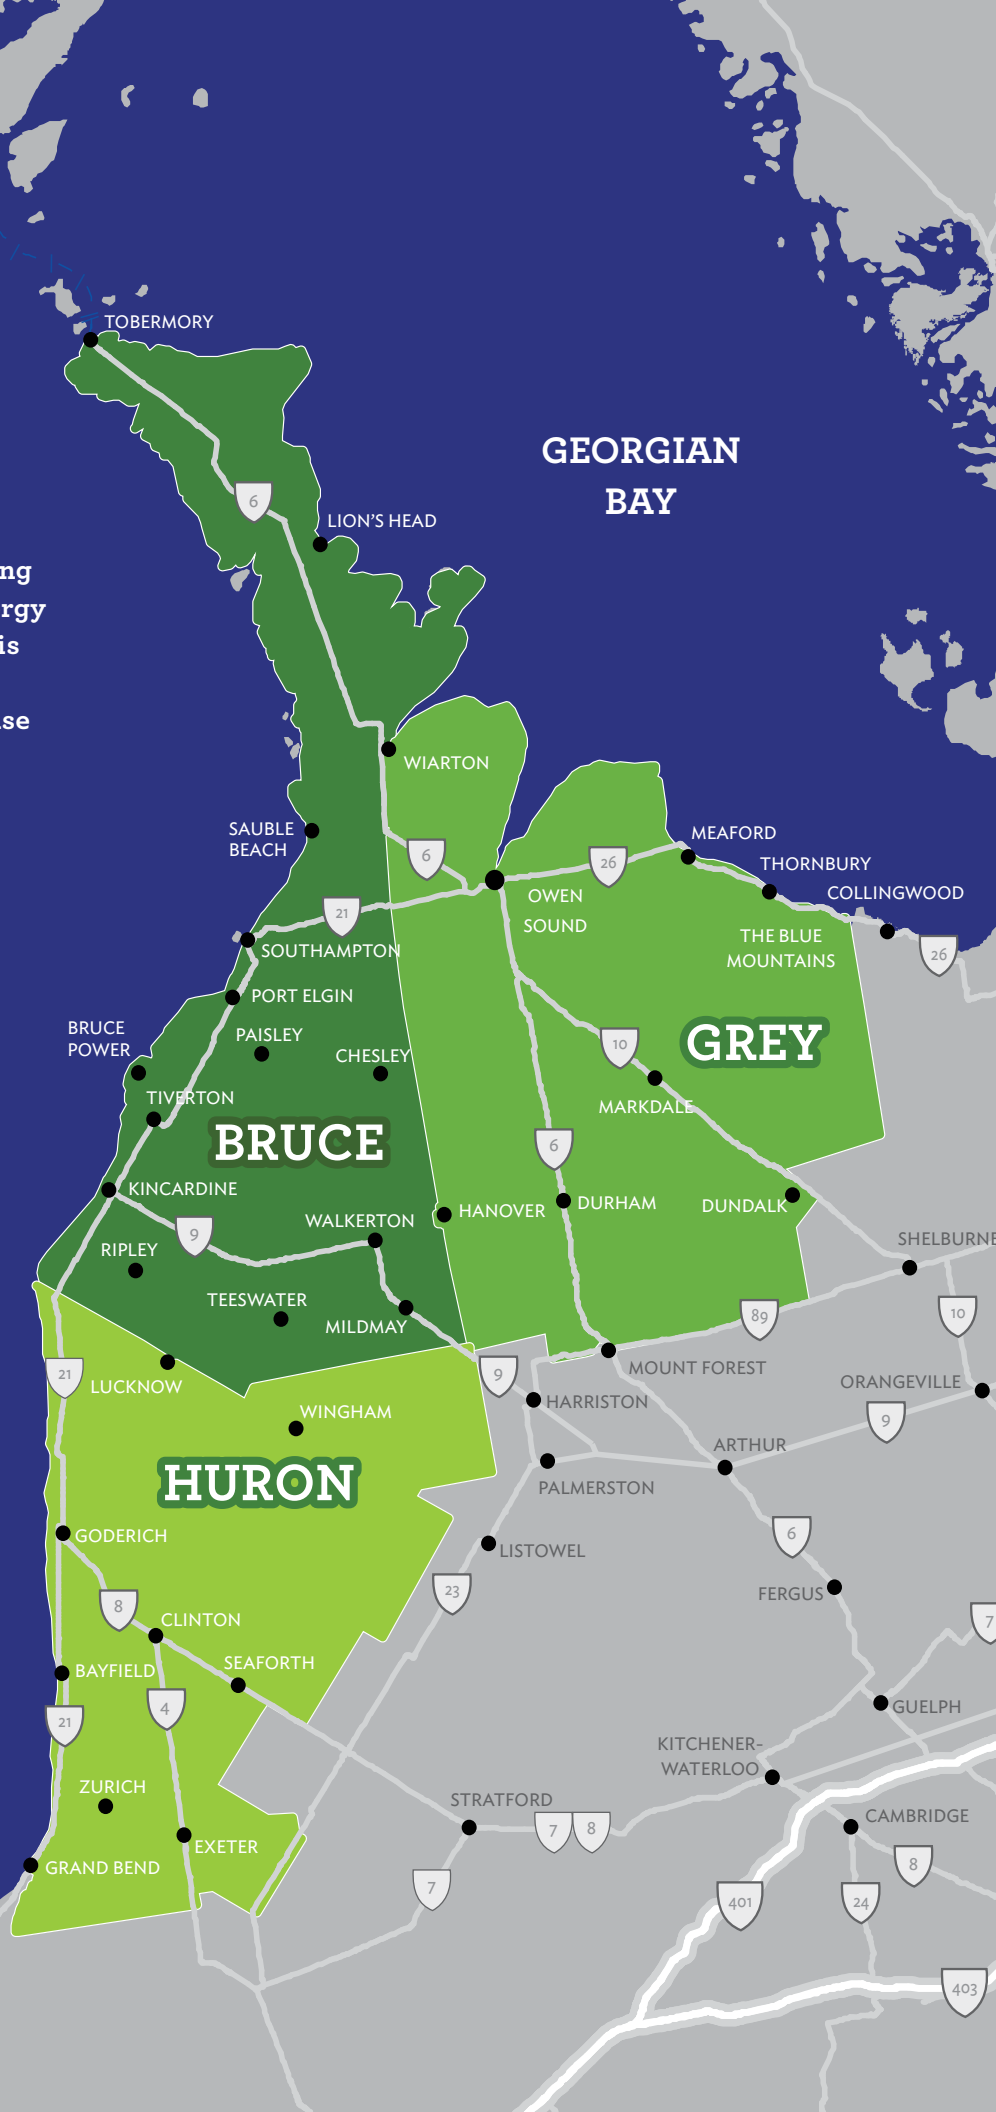 TOBERMORY
GEORGIAN
BAY
6
LION'S HEAD
ng
rgy
is
se
WIARTON
SAUBLE
BEACH
MEAFORD
6
26
THORNBURY
OWEN
SOUND
COLLINGWOOD
21
THE BLUE
MOUNTAINS
26
SOUTHAMPTON
PORT ELGIN
BRUCE
POWER
PAISLEY
CHESLEY
10
GREY
TIVERTON
MARKDALE
BRUCE
6
KINCARDINE
HANOVER
DURHAM
DUNDALK
WALKERTON
9
RIPLEY
SHELBURNE
TEESWATER
MILDMAY
89
10
21
LUCKNOW
9
MOUNT FOREST
ORANGEVILLE
HARRISTON
WINGHAM
9
ARTHUR
HURON
PALMERSTON
GODERICH
6
LISTOWEL
23
FERGUS
8
CLINTON
7
SEAFORTH
BAYFIELD
4
21
GUELPH
KITCHENER-
WATERLOO
ZURICH
STRATFORD
7
8
CAMBRIDGE
EXETER
GRAND BEND
8
7
401
24
403